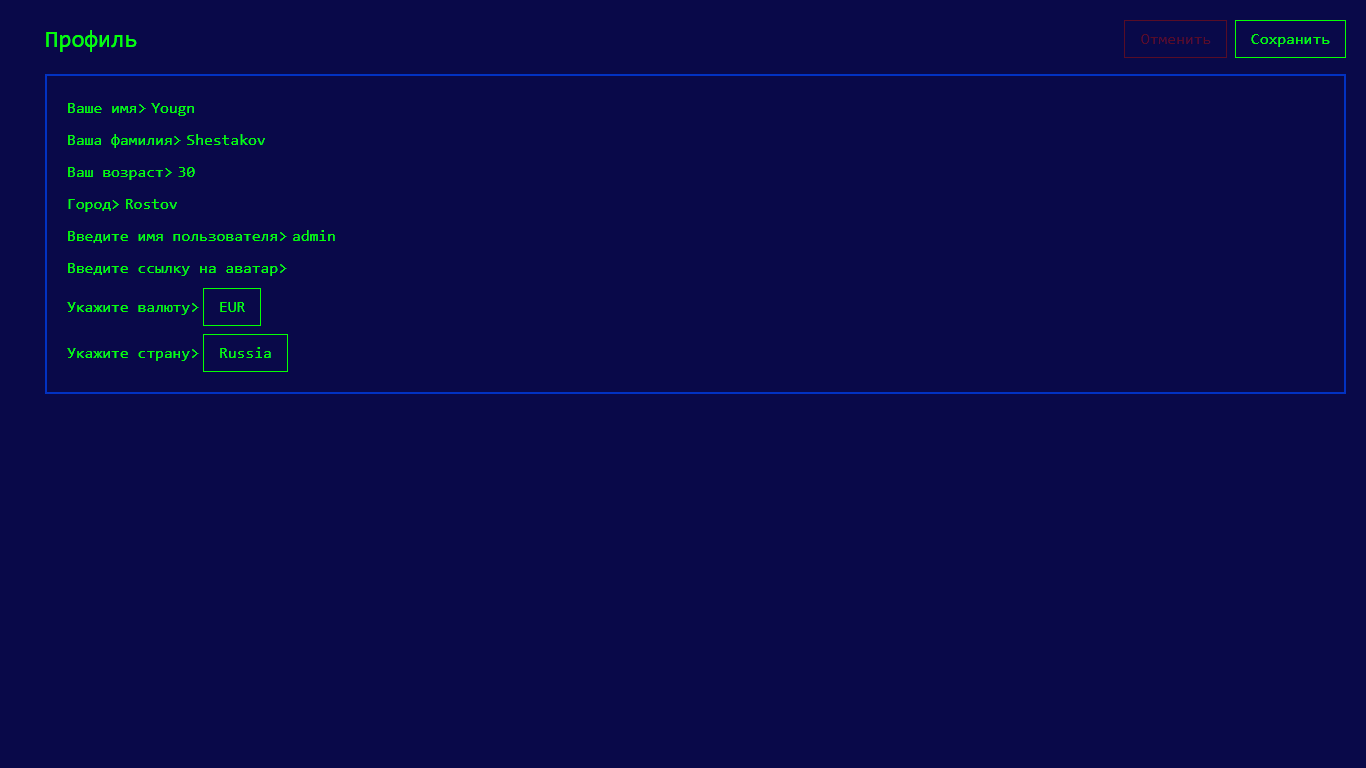 Профиль
Отменить
Сохранить
Ваше имя> Yougn
Ваша фамилия> Shestakov
Ваш возраст> 30
Город> Rostov
Введите имя пользователя> admin
Введите ссылку на аватар>
Укажите валюту> EUR
Укажите страну> Russia